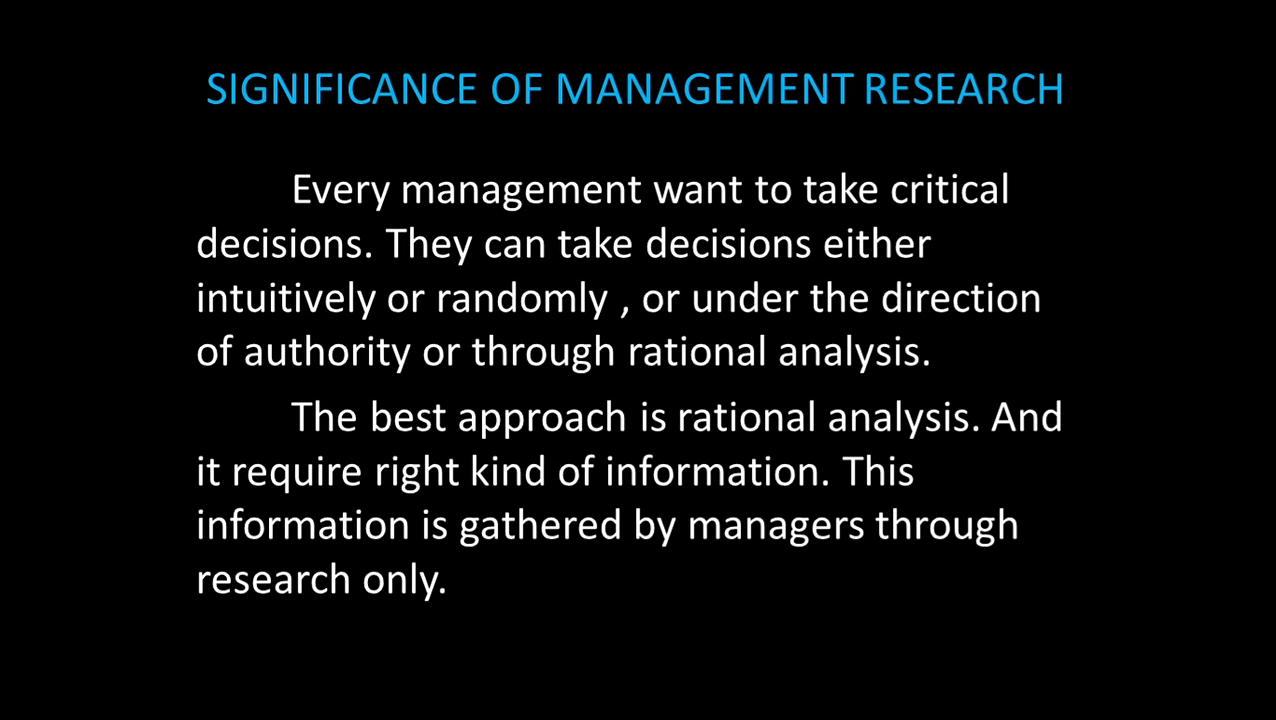 SIGNIFICANCE OF MANAGEMENT RESEARCH
Every management want to take critical
decisions. They can take decisions either
intuitively or randomly , or under the direction
of authority or through rational analysis.
The best approach is rational analysis. And
it require right kind of information. This
information is gathered by managers through
research only.